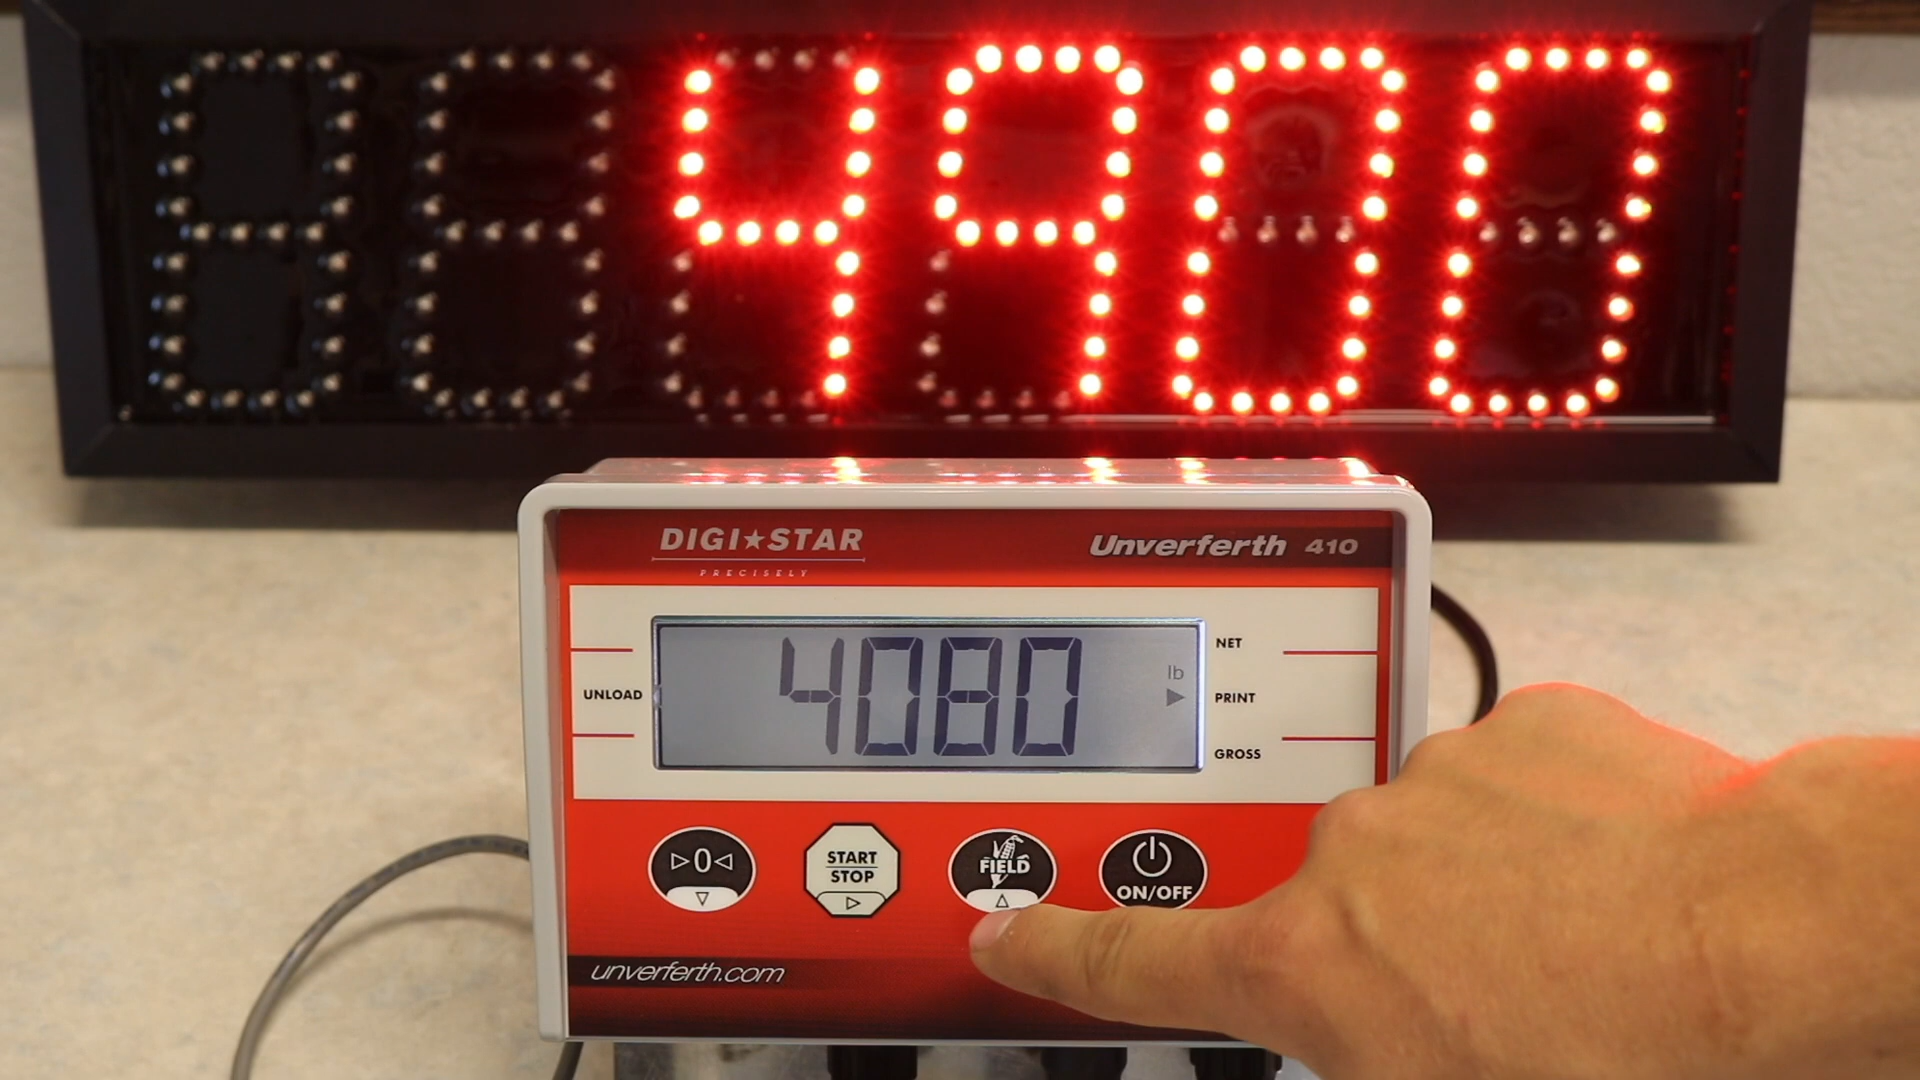 4900
DIGI★STAR
PRECISELY
Unverferth 410
UNLOAD
4080
lb
NET
PRINT
GROSS
0
START
STOP
FIELD
ON/OFF
unverferth.com